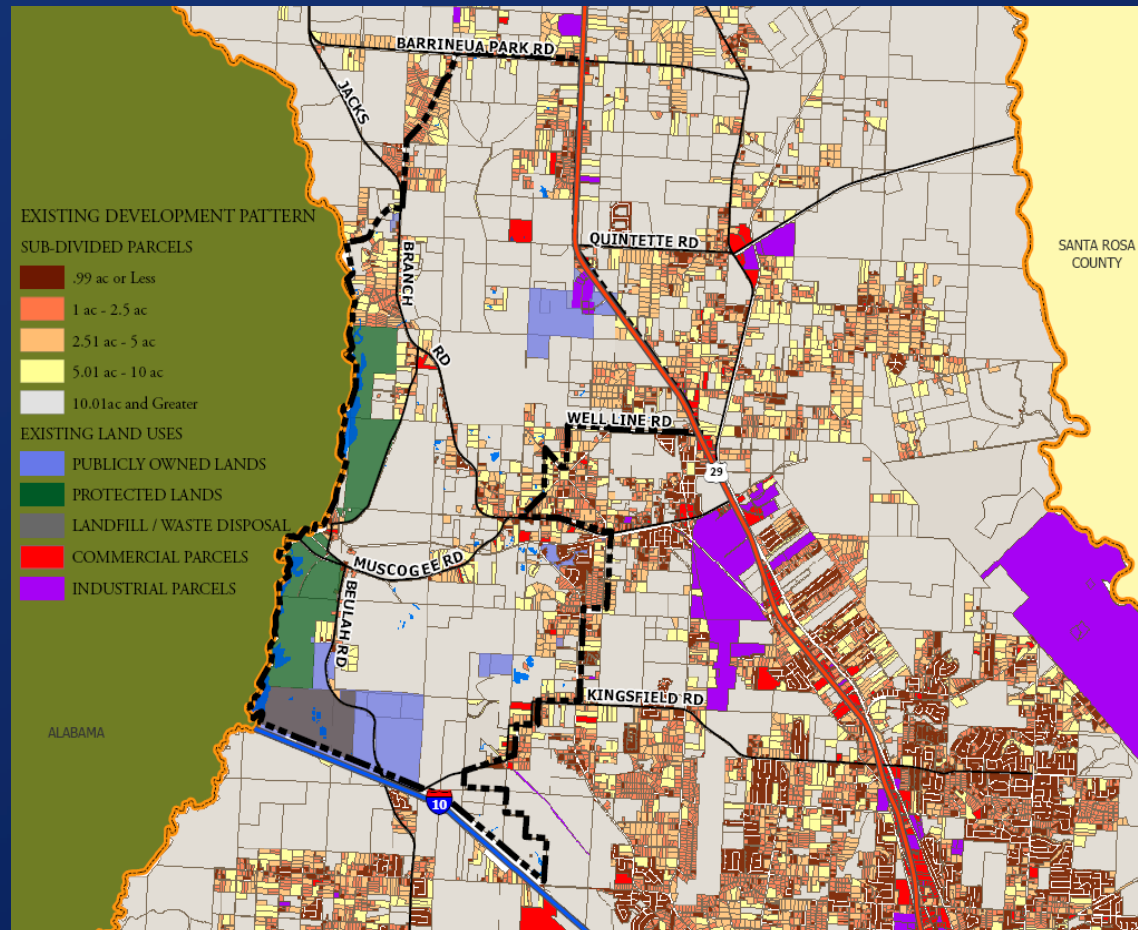 BARRINEUA PARK RD
JACKS
BRANCH
RD
QUINTETTE RD
WELL LINE RD
29
MUSCOGEE RD
BEULAH RD
KINGSFIELD RD
10
ALABAMA
SANTA ROSA
COUNTY
EXISTING DEVELOPMENT PATTERN
SUB-DIVIDED PARCELS
.99 ac or Less
1 ac - 2.5 ac
2.51 ac - 5 ac
5.01 ac - 10 ac
10.01ac and Greater
EXISTING LAND USES
PUBLICLY OWNED LANDS
PROTECTED LANDS
LANDFILL / WASTE DISPOSAL
COMMERCIAL PARCELS
INDUSTRIAL PARCELS